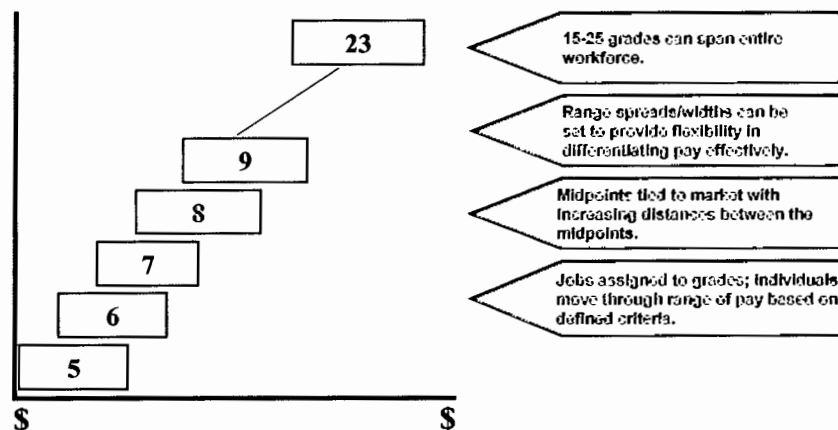 23
9
8
7
6
5
$ $
15-25 grades can span entire
workforce.
Range spreads/widths can be
set to provide flexibility in
differentiating pay effectively.
Midpoints tied to market with
increasing distances between the
midpoints.
Jobs assigned to grades; individuals
move through range of pay based on
defined criteria.